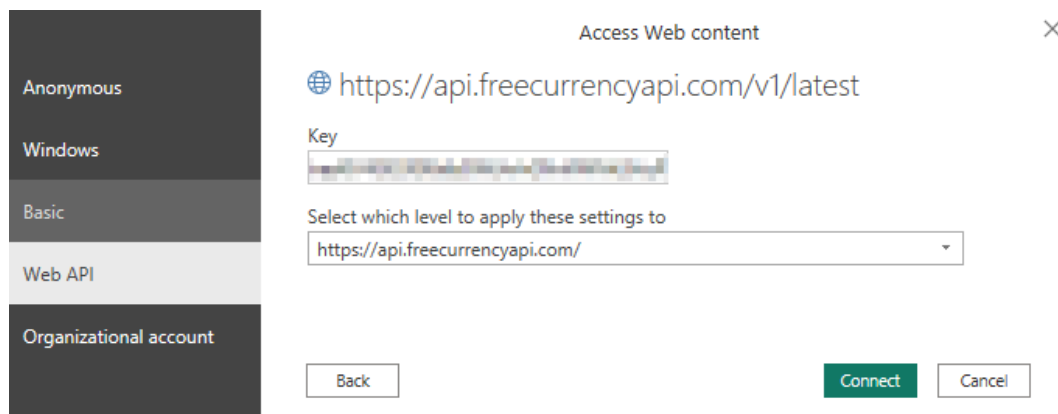 Access Web content
Anonymous
Windows
Basic
Web API
Organizational account
https://api.freecurrencyapi.com/v1/latest
Key
Select which level to apply these settings to
https://api.freecurrencyapi.com/
Back
Connect
Cancel